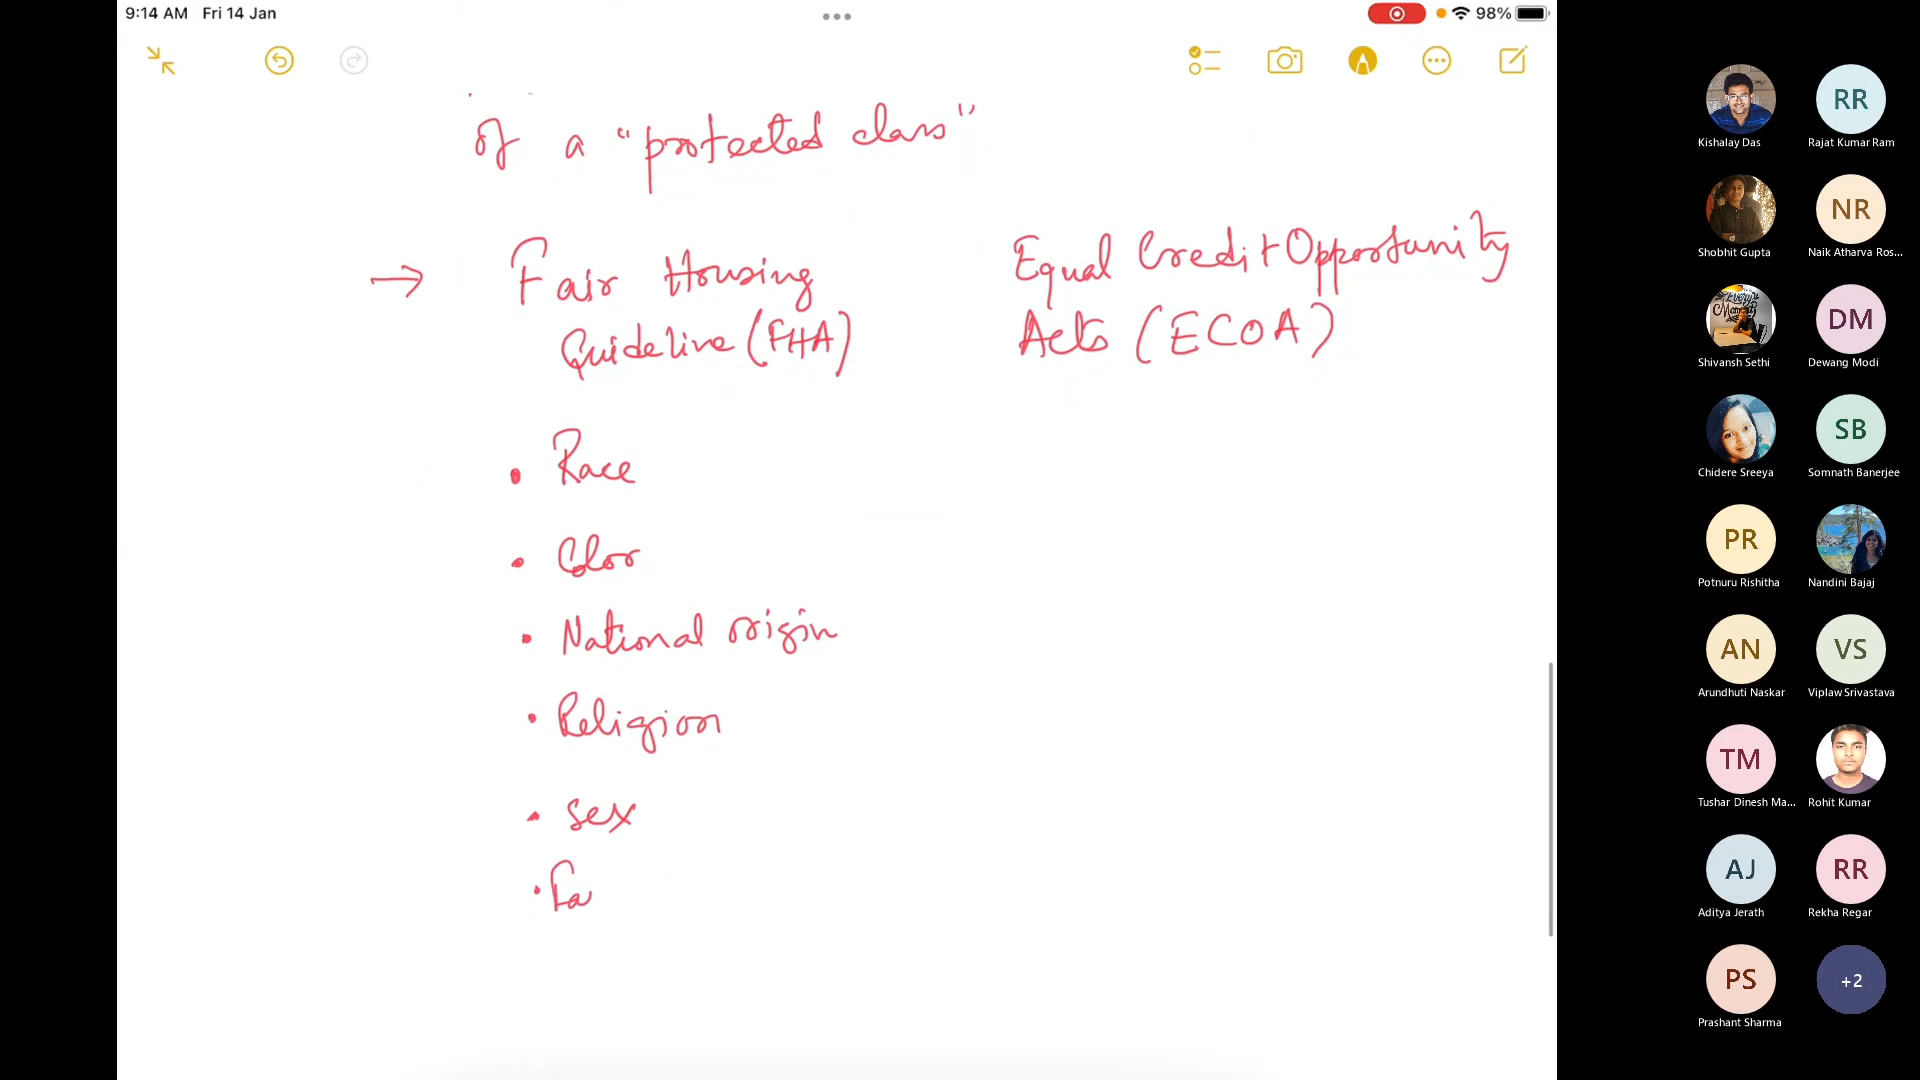 9:14 AM Fri 14 Jan
98%
of a "protected class"
→ Fair Housing
Guideline (FHA)
Equal Credit Opportunity
Acts (ECOA)
• Race
• Color
• National origin
• Religion
• Sex
• Fa
RR
Kishalay Das
Rajat Kumar Ram
NR
Shobhit Gupta
Naik Atharva Ros...
DM
Shivansh Sethi
Dewang Modi
SB
Chidere Sreeya
Somnath Banerjee
PR
Potnuru Rishitha
Nandini Bajaj
AN
VS
Arundhuti Naskar
Viplaw Srivastava
TM
Tushar Dinesh Ma...
Rohit Kumar
AJ
RR
Aditya Jerath
Rekha Regar
PS
+2
Prashant Sharma